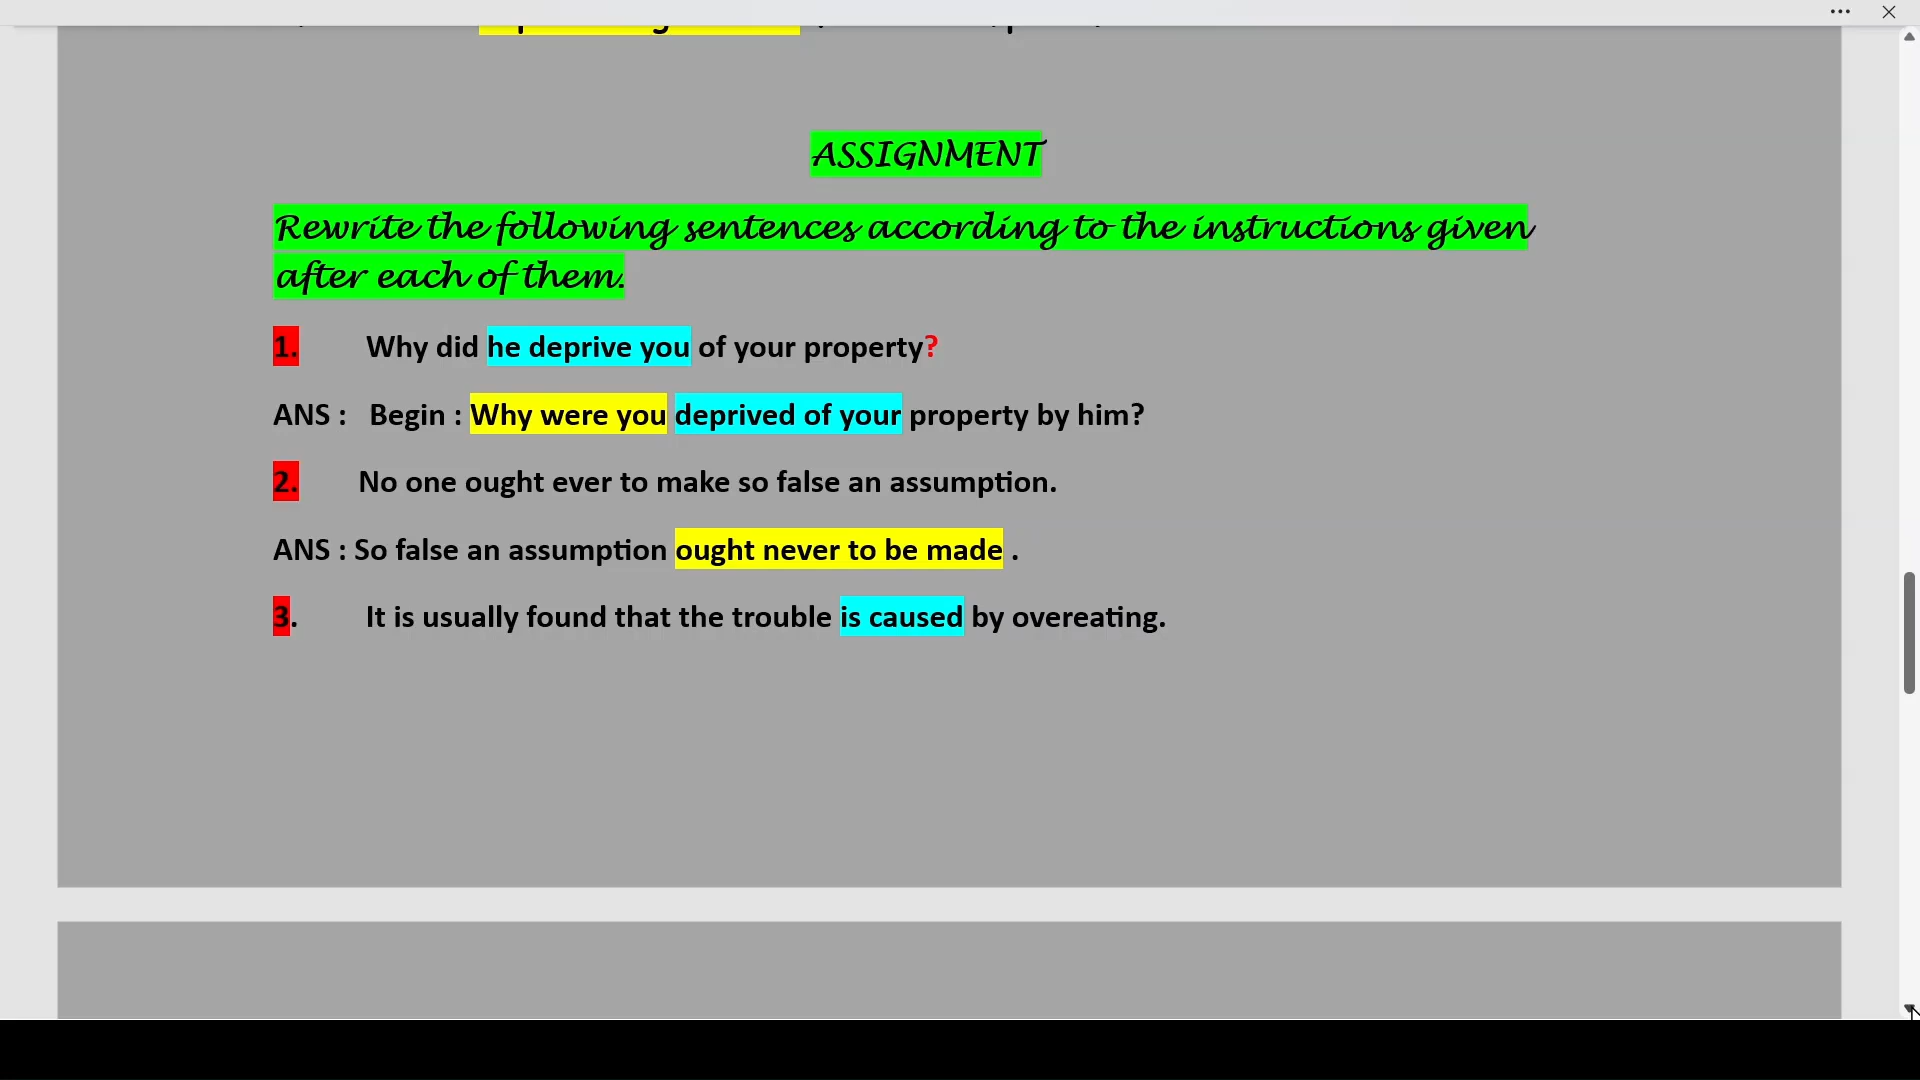 ASSIGNMENT
Rewrite the following sentences according to the instructions given
after each of them.
1. Why did he deprive you of your property?
ANS : Begin : Why were you deprived of your property by him?
2. No one ought ever to make so false an assumption.
ANS : So false an assumption ought never to be made .
3. It is usually found that the trouble is caused by overeating.